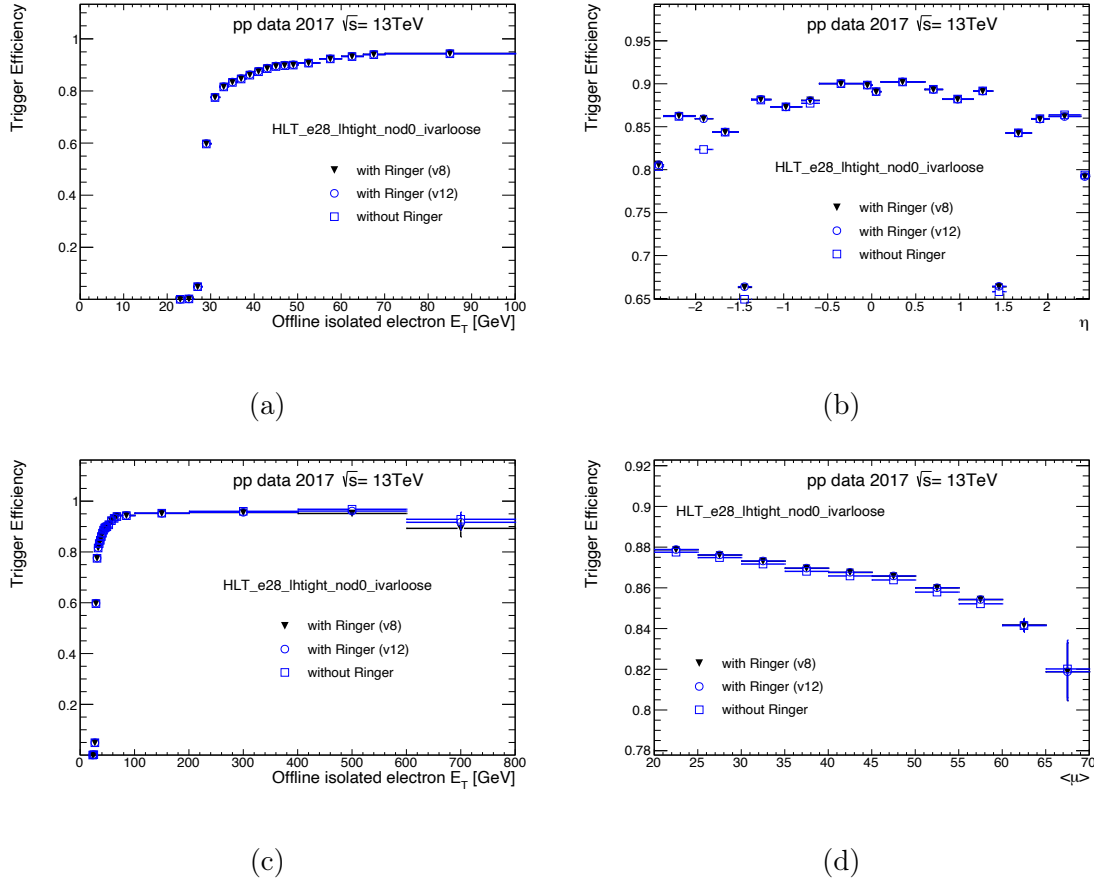 pp data 2017 √s= 13TeV
Trigger Efficiency
1
0.8
0.6
0.4
0.2
HLT_e28_lhtight_nod0_ivarloose
with Ringer (v8)
with Ringer (v12)
without Ringer
0 10 20 30 40 50 60 70 80 90 100
Offline isolated electron E_T [GeV]
(a)
pp data 2017 √s= 13TeV
Trigger Efficiency
0.95
0.9
0.85
0.8
0.75
0.7
0.65
HLT_e28_lhtight_nod0_ivarloose
with Ringer (v8)
with Ringer (v12)
without Ringer
−2 −1.5 −1 −0.5 0 0.5 1 1.5 2
η
(b)
pp data 2017 √s= 13TeV
Trigger Efficiency
1
0.8
0.6
0.4
0.2
HLT_e28_lhtight_nod0_ivarloose
with Ringer (v8)
with Ringer (v12)
without Ringer
0 100 200 300 400 500 600 700 800
Offline isolated electron E_T [GeV]
(c)
pp data 2017 √s= 13TeV
Trigger Efficiency
0.92
0.9
0.88
0.86
0.84
0.82
0.8
0.78
HLT_e28_lhtight_nod0_ivarloose
with Ringer (v8)
with Ringer (v12)
without Ringer
20 25 30 35 40 45 50 55 60 65 70
<μ>
(d)